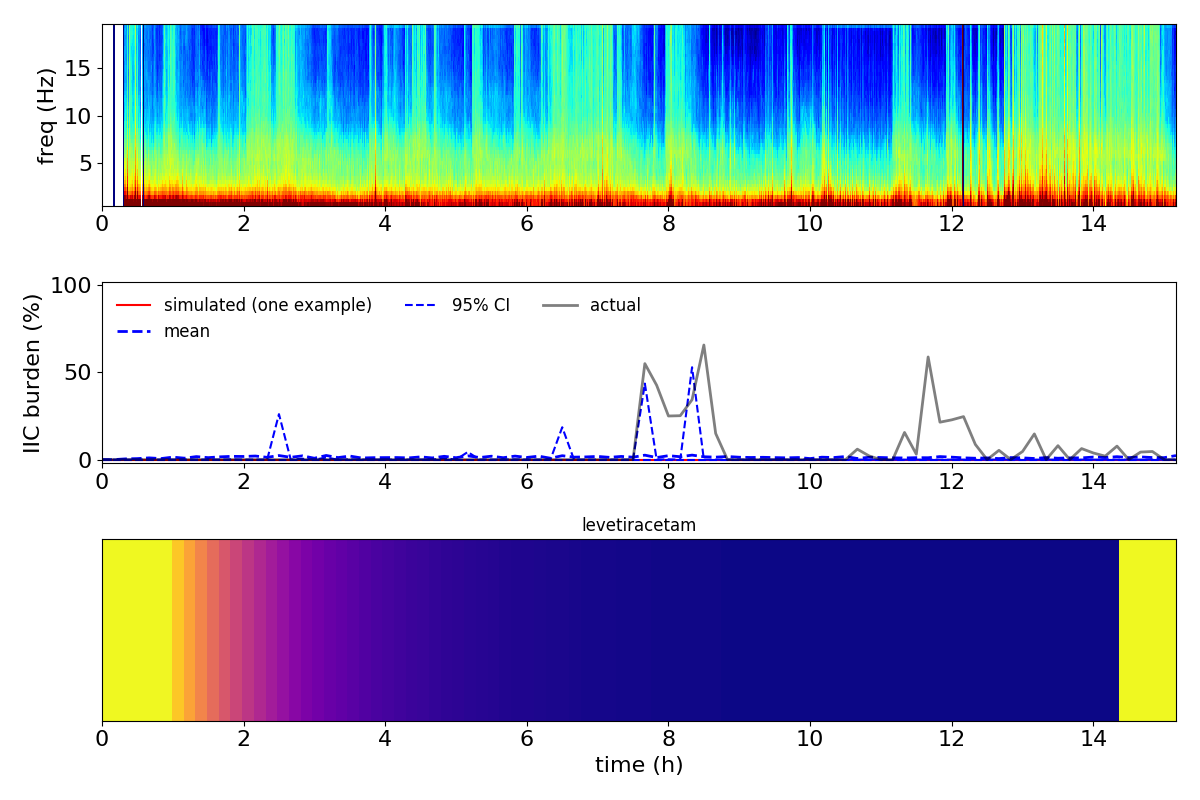 freq (Hz)
15
10
5
0 2 4 6 8 10 12 14
IIC burden (%)
100
50
0
simulated (one example) 95% CI actual
mean
0 2 4 6 8 10 12 14
levetiracetam
0 2 4 6 8 10 12 14
time (h)